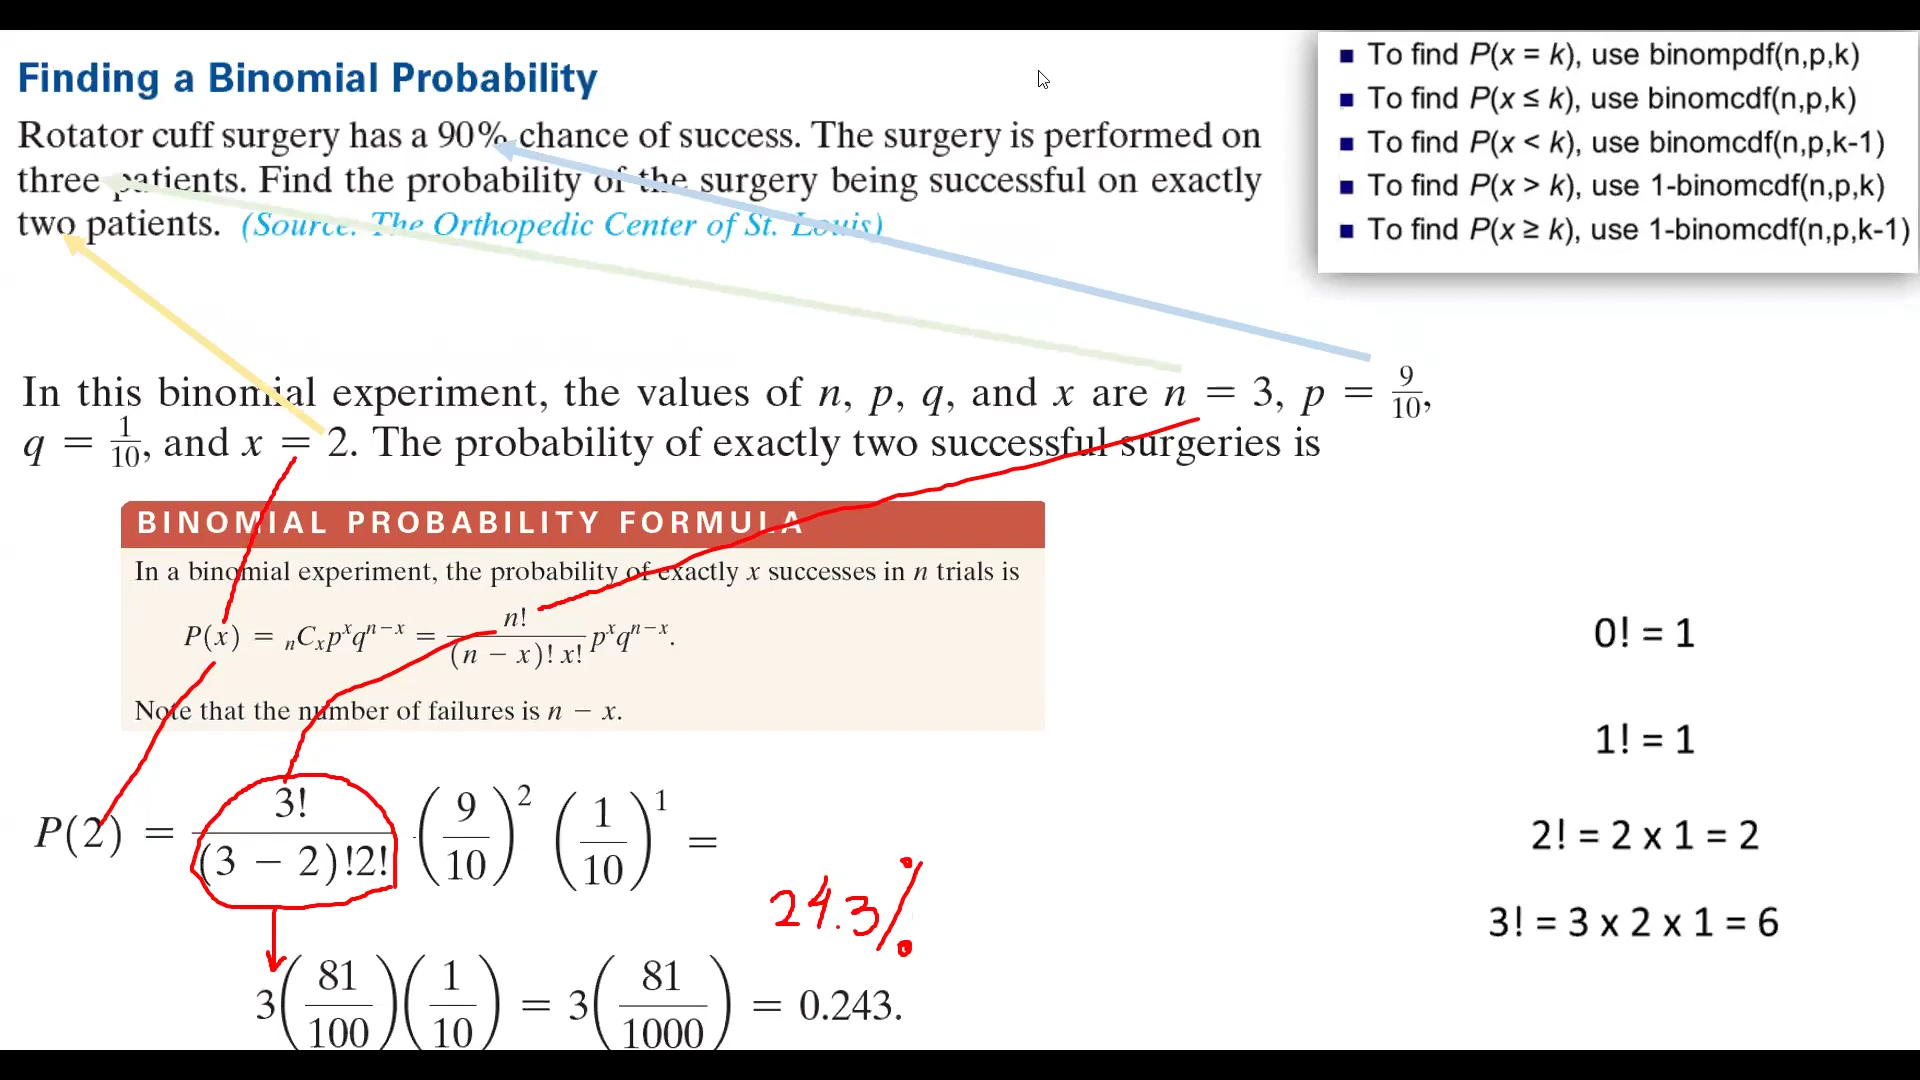 Finding a Binomial Probability
Rotator cuff surgery has a 90% chance of success. The surgery is performed on
three patients. Find the probability of the surgery being successful on exactly
two patients. (Source: The Orthopedic Center of St. Louis)
■ To find P(x = k), use binompdf(n,p,k)
■ To find P(x ≤ k), use binomcdf(n,p,k)
■ To find P(x < k), use binomcdf(n,p,k-1)
■ To find P(x > k), use 1-binomcdf(n,p,k)
■ To find P(x ≥ k), use 1-binomcdf(n,p,k-1)
In this binomial experiment, the values of n, p, q, and x are n = 3, p = 9/10,
q = 1/10, and x = 2. The probability of exactly two successful surgeries is
BINOMIAL PROBABILITY FORMULA
In a binomial experiment, the probability of exactly x successes in n trials is
P(x) = ₙCₓpˣqⁿ⁻ˣ = n!/((n − x)! x!) pˣqⁿ⁻ˣ.
Note that the number of failures is n − x.
P(2) = 3!/((3 − 2)!2!) · (9/10)² (1/10)¹ =
24.3%
3(81/100)(1/10) = 3(81/1000) = 0.243.
0! = 1
1! = 1
2! = 2 x 1 = 2
3! = 3 x 2 x 1 = 6